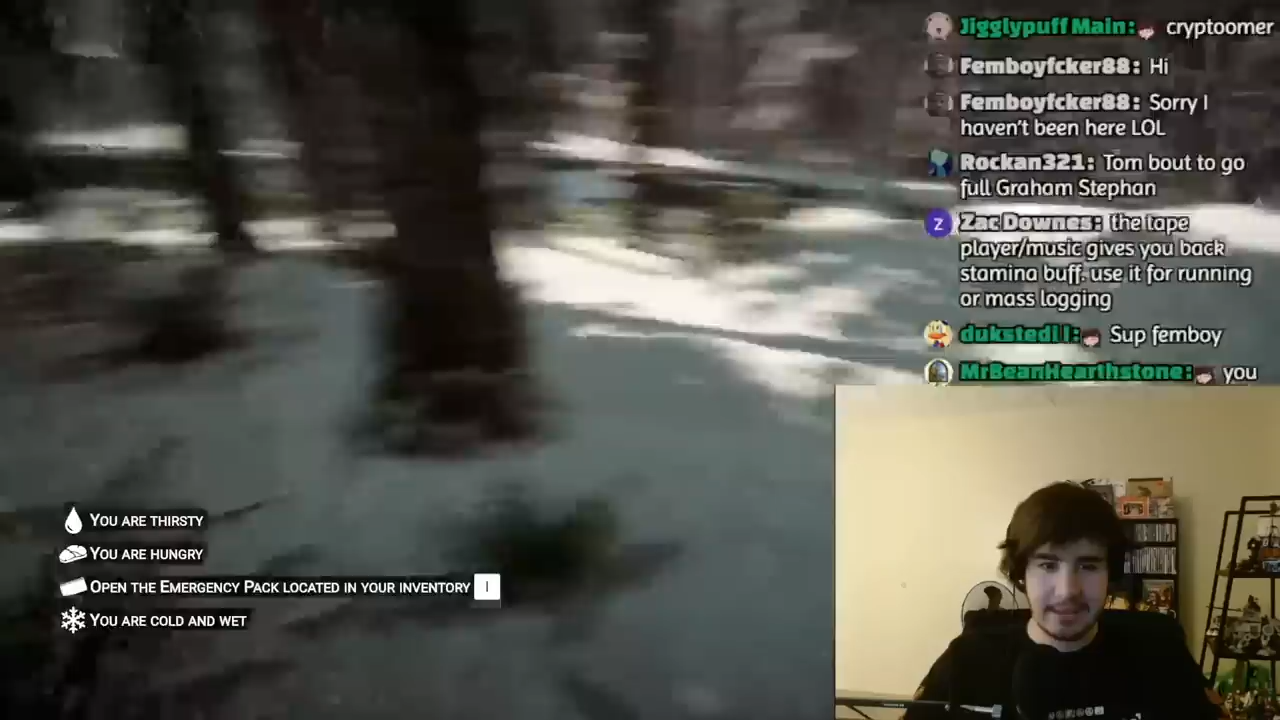 Jigglypuff Main: cryptoomer
Femboyfcker88: Hi
Femboyfcker88: Sorry I
haven't been here LOL
Rockan321: Tom bout to go
full Graham Stephan
Z Zac Downes: the tape
player/music gives you back
stamina buff. use it for running
or mass logging
dukstedi1: Sup femboy
MrBeanHearthstone: you
YOU ARE THIRSTY
YOU ARE HUNGRY
OPEN THE EMERGENCY PACK LOCATED IN YOUR INVENTORY I
YOU ARE COLD AND WET